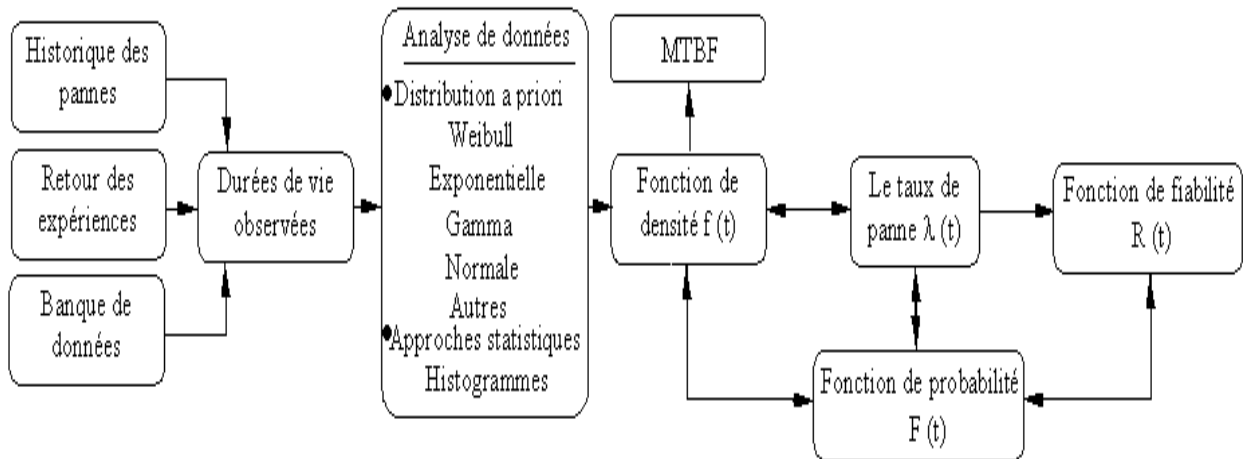 Historique des
pannes
Retour des
expériences
Banque de
données
Durées de vie
observées
Analyse de données
•Distribution a priori
Weibull
Exponentielle
Gamma
Normale
Autres
•Approches statistiques
Histogrammes
MTBF
Fonction de
densité f (t)
Le taux de
panne λ (t)
Fonction de fiabilité
R (t)
Fonction de probabilité
F (t)